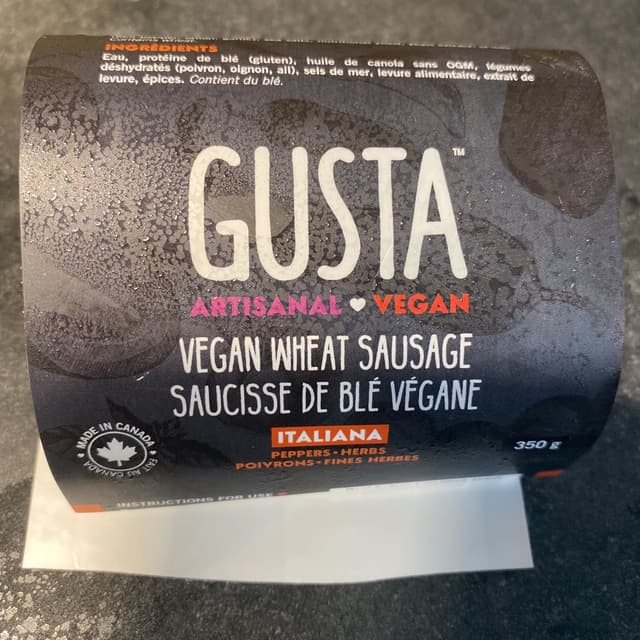 INGRÉDIENTS
Eau, protéine de blé (gluten), huile de canola sans OGM, légumes
déshydratés (poivron, oignon, ail), sels de mer, levure alimentaire, extrait de
levure, épices. Contient du blé.
GUSTA™
ARTISANAL ♥ VEGAN
VEGAN WHEAT SAUSAGE
SAUCISSE DE BLÉ VÉGANE
ITALIANA
PEPPERS • HERBS
POIVRONS • FINES HERBES
350 g
MADE IN CANADA
FAIT AU CANADA
INSTRUCTIONS FOR USE